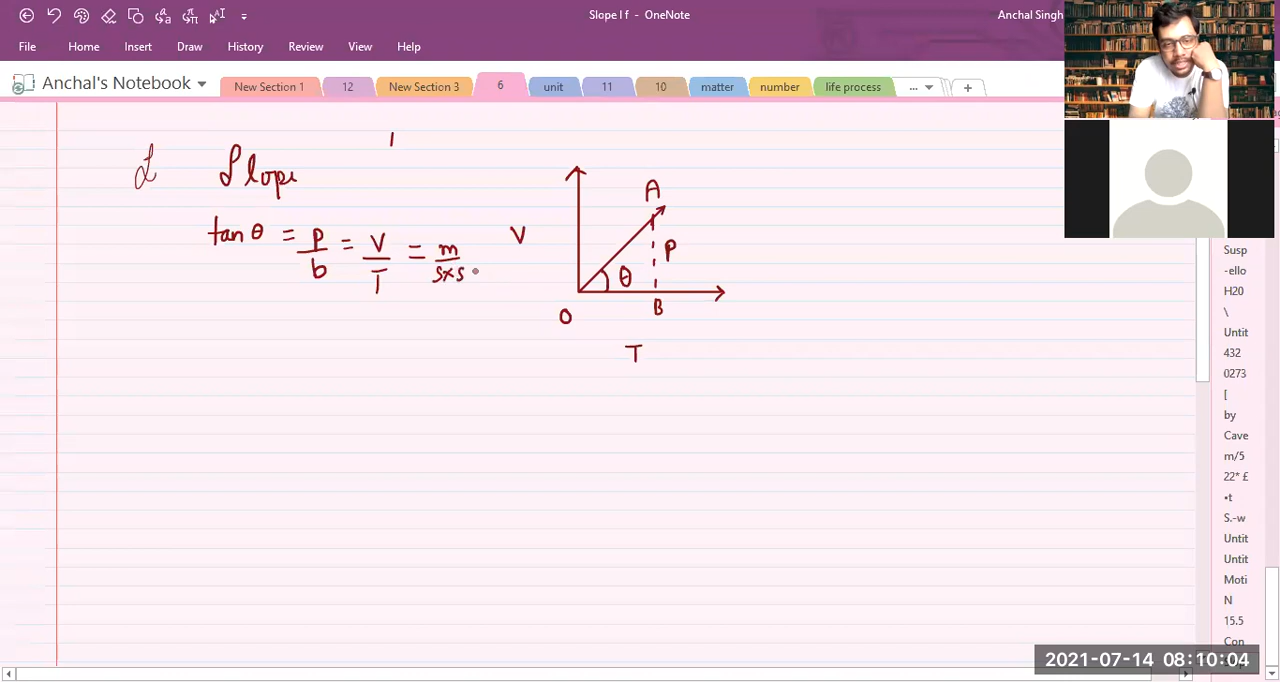 Slope I f - OneNote
Anchal Singh
File Home Insert Draw History Review View Help
Anchal's Notebook
New Section 1 12 New Section 3 6 unit 11 10 matter number life process ... +
Slope
tan θ = P/b = V/T = m/s×s
V
A
P
θ
O
B
T
Susp
-ello
H20
\
Untit
432
0273
[
by
Cave
m/5
22* £
•t
S.-w
Untit
Untit
Moti
N
15.5
Con
2021-07-14 08:10:04